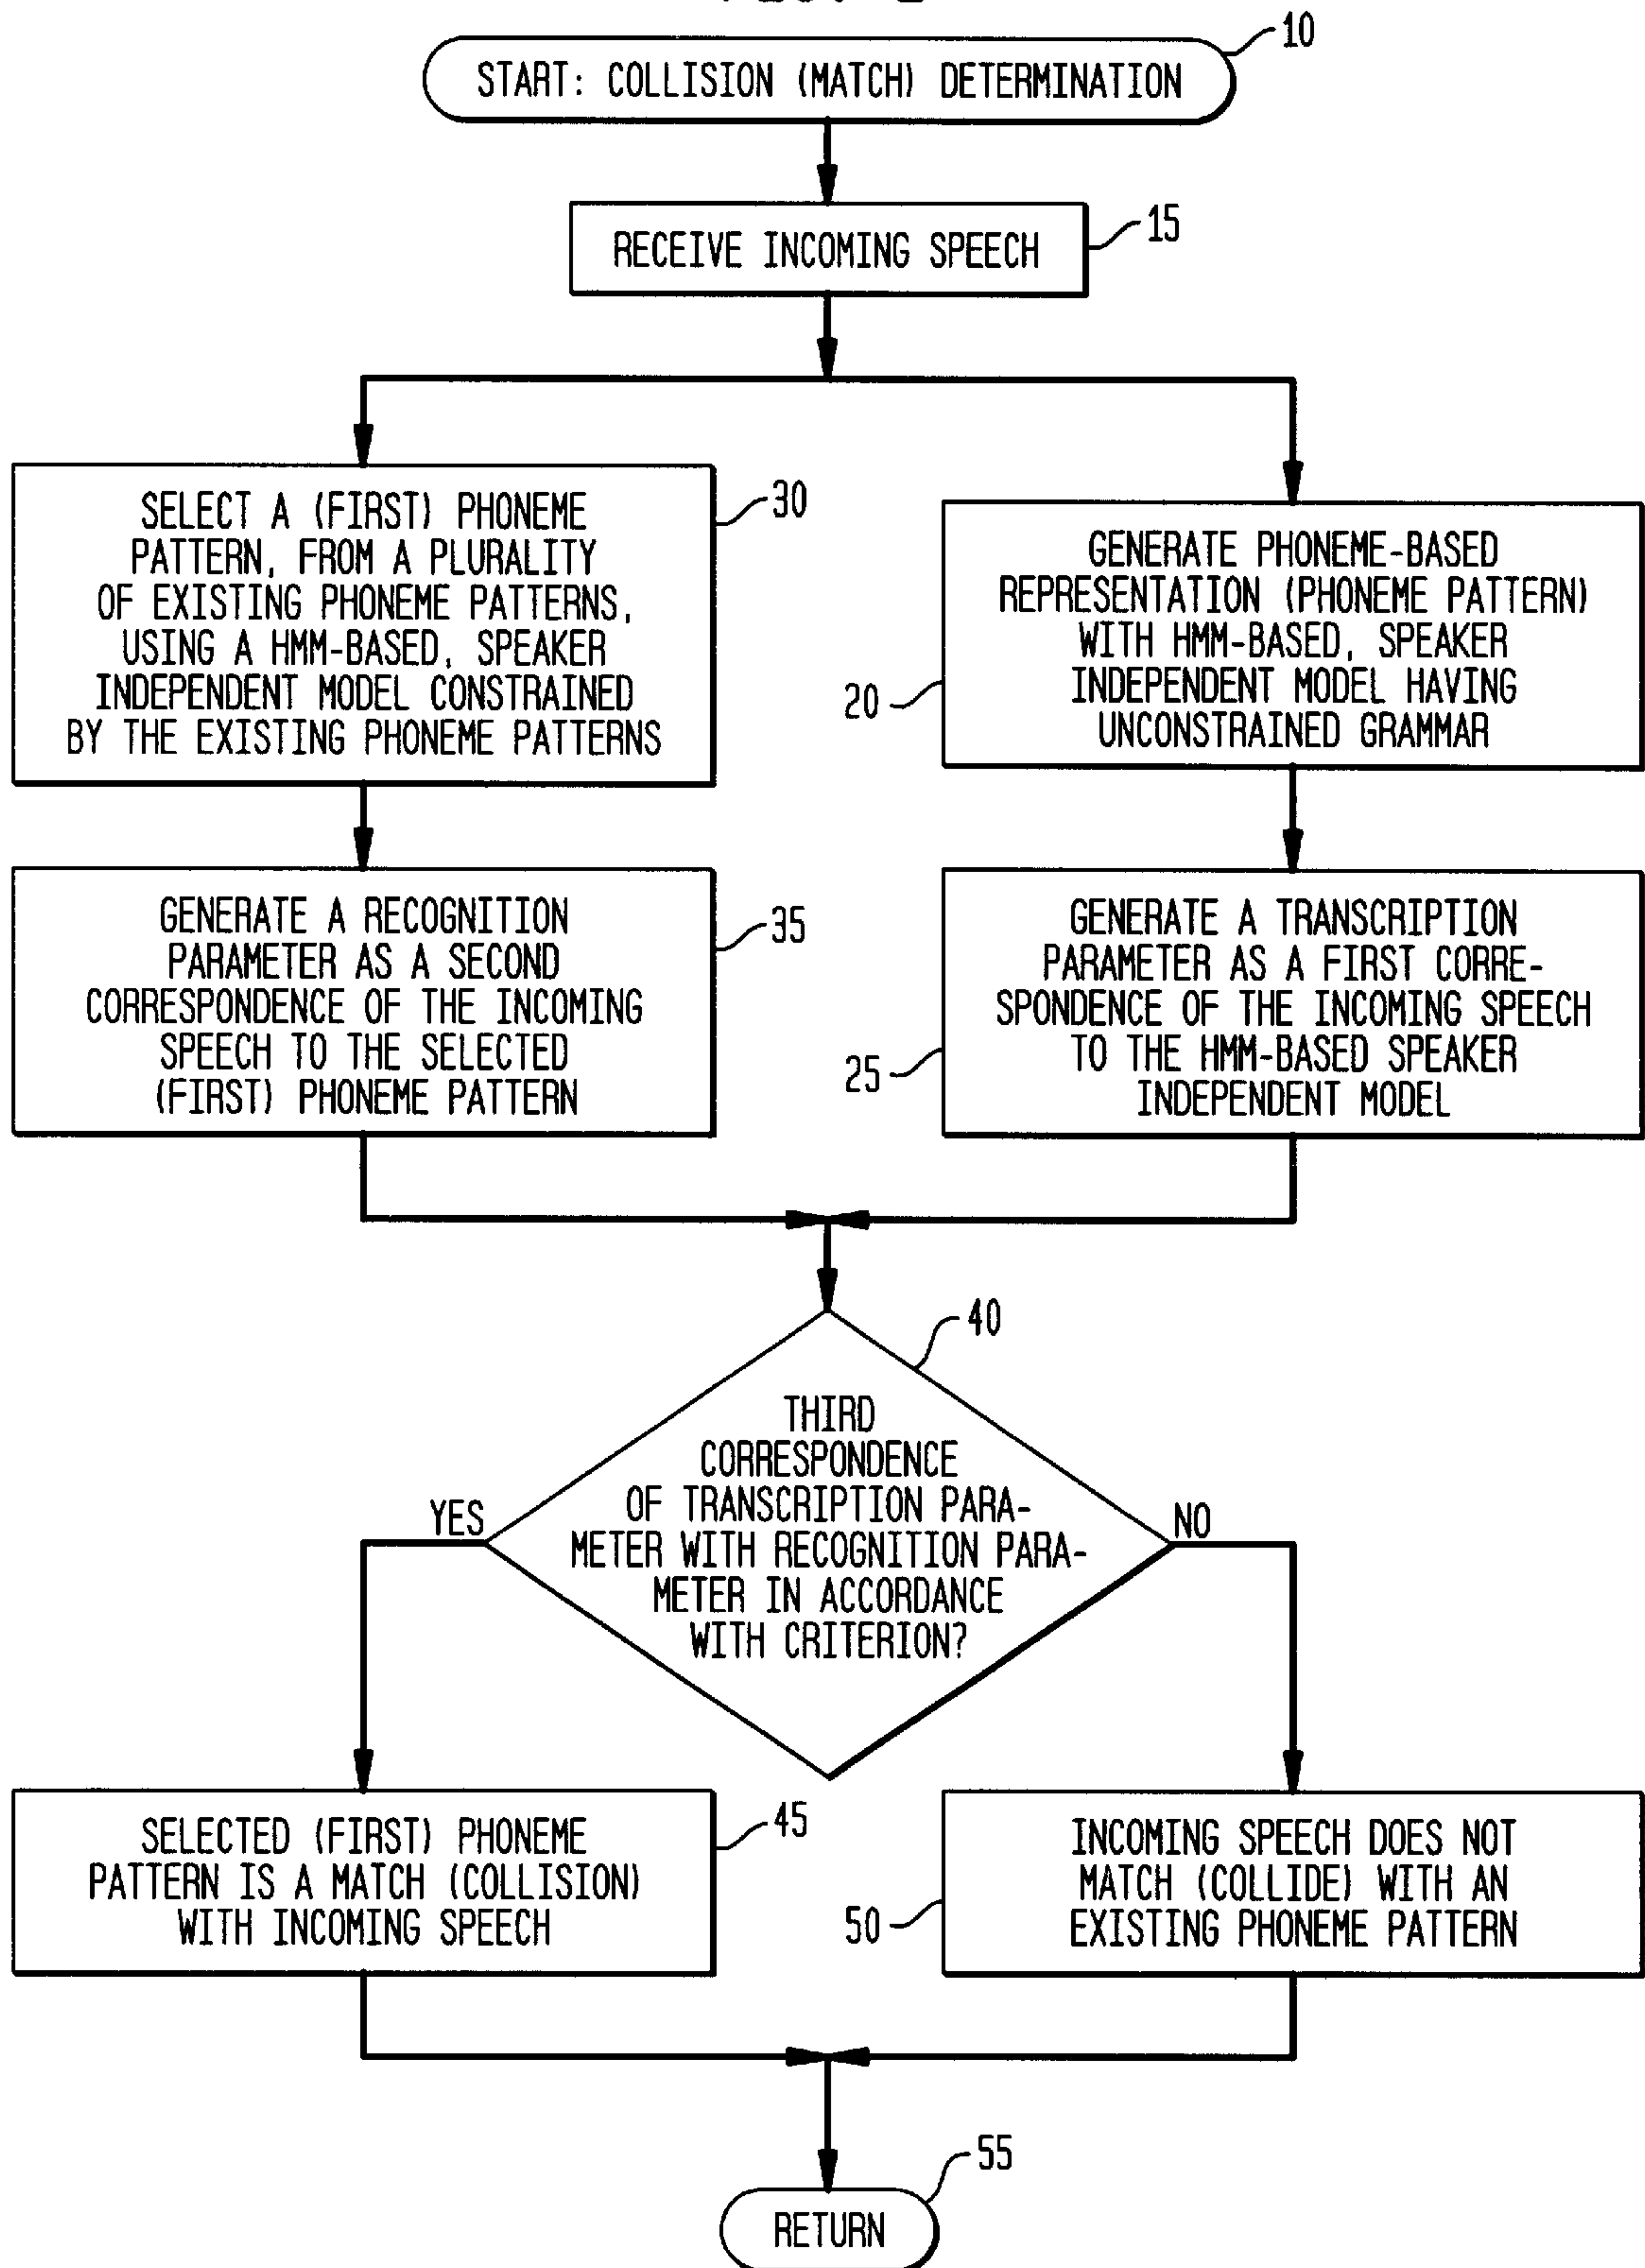 10
START: COLLISION (MATCH) DETERMINATION
15
RECEIVE INCOMING SPEECH
30
SELECT A (FIRST) PHONEME
PATTERN, FROM A PLURALITY
OF EXISTING PHONEME PATTERNS,
USING A HMM-BASED, SPEAKER
INDEPENDENT MODEL CONSTRAINED
BY THE EXISTING PHONEME PATTERNS
20
GENERATE PHONEME-BASED
REPRESENTATION (PHONEME PATTERN)
WITH HMM-BASED, SPEAKER
INDEPENDENT MODEL HAVING
UNCONSTRAINED GRAMMAR
35
GENERATE A RECOGNITION
PARAMETER AS A SECOND
CORRESPONDENCE OF THE INCOMING
SPEECH TO THE SELECTED
(FIRST) PHONEME PATTERN
25
GENERATE A TRANSCRIPTION
PARAMETER AS A FIRST CORRE-
SPONDENCE OF THE INCOMING SPEECH
TO THE HMM-BASED SPEAKER
INDEPENDENT MODEL
40
THIRD
CORRESPONDENCE
OF TRANSCRIPTION PARA-
METER WITH RECOGNITION PARA-
METER IN ACCORDANCE
WITH CRITERION?
YES
NO
45
SELECTED (FIRST) PHONEME
PATTERN IS A MATCH (COLLISION)
WITH INCOMING SPEECH
50
INCOMING SPEECH DOES NOT
MATCH (COLLIDE) WITH AN
EXISTING PHONEME PATTERN
55
RETURN